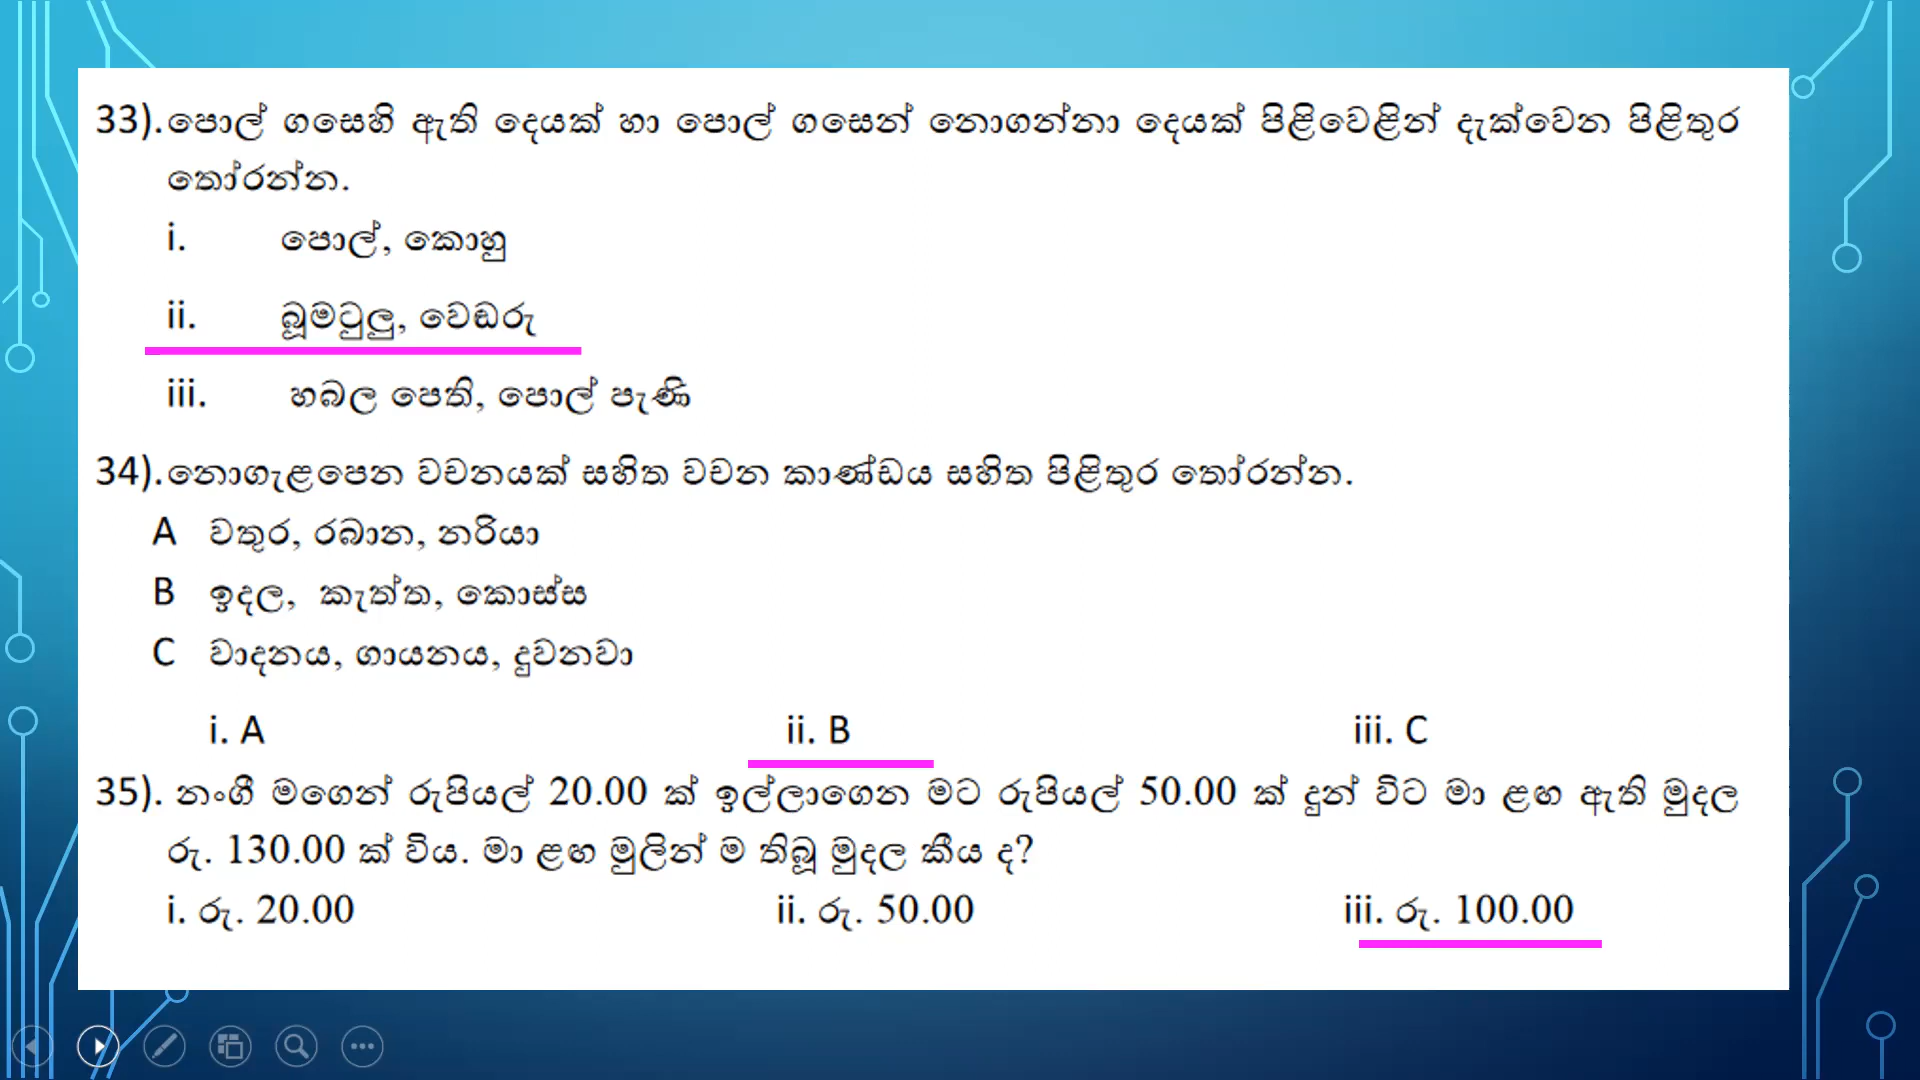 33).පොල් ගසෙහි ඇති දෙයක් හා පොල් ගසෙන් නොගන්නා දෙයක් පිළිවෙළින් දැක්වෙන පිළිතුර
තෝරන්න.
i. පොල්, කොහු
ii. බූමටුලු, වෙඬරු
iii. හබල පෙති, පොල් පැණි
34).නොගැළපෙන වචනයක් සහිත වචන කාණ්ඩය සහිත පිළිතුර තෝරන්න.
A වතුර, රබාන, නරියා
B ඉදල, කැත්ත, කොස්ස
C වාදනය, ගායනය, දුවනවා
i. A ii. B iii. C
35). නංගී මගෙන් රුපියල් 20.00 ක් ඉල්ලාගෙන මට රුපියල් 50.00 ක් දුන් විට මා ළඟ ඇති මුදල
රු. 130.00 ක් විය. මා ළඟ මුලින් ම තිබූ මුදල කීය ද?
i. රු. 20.00 ii. රු. 50.00 iii. රු. 100.00